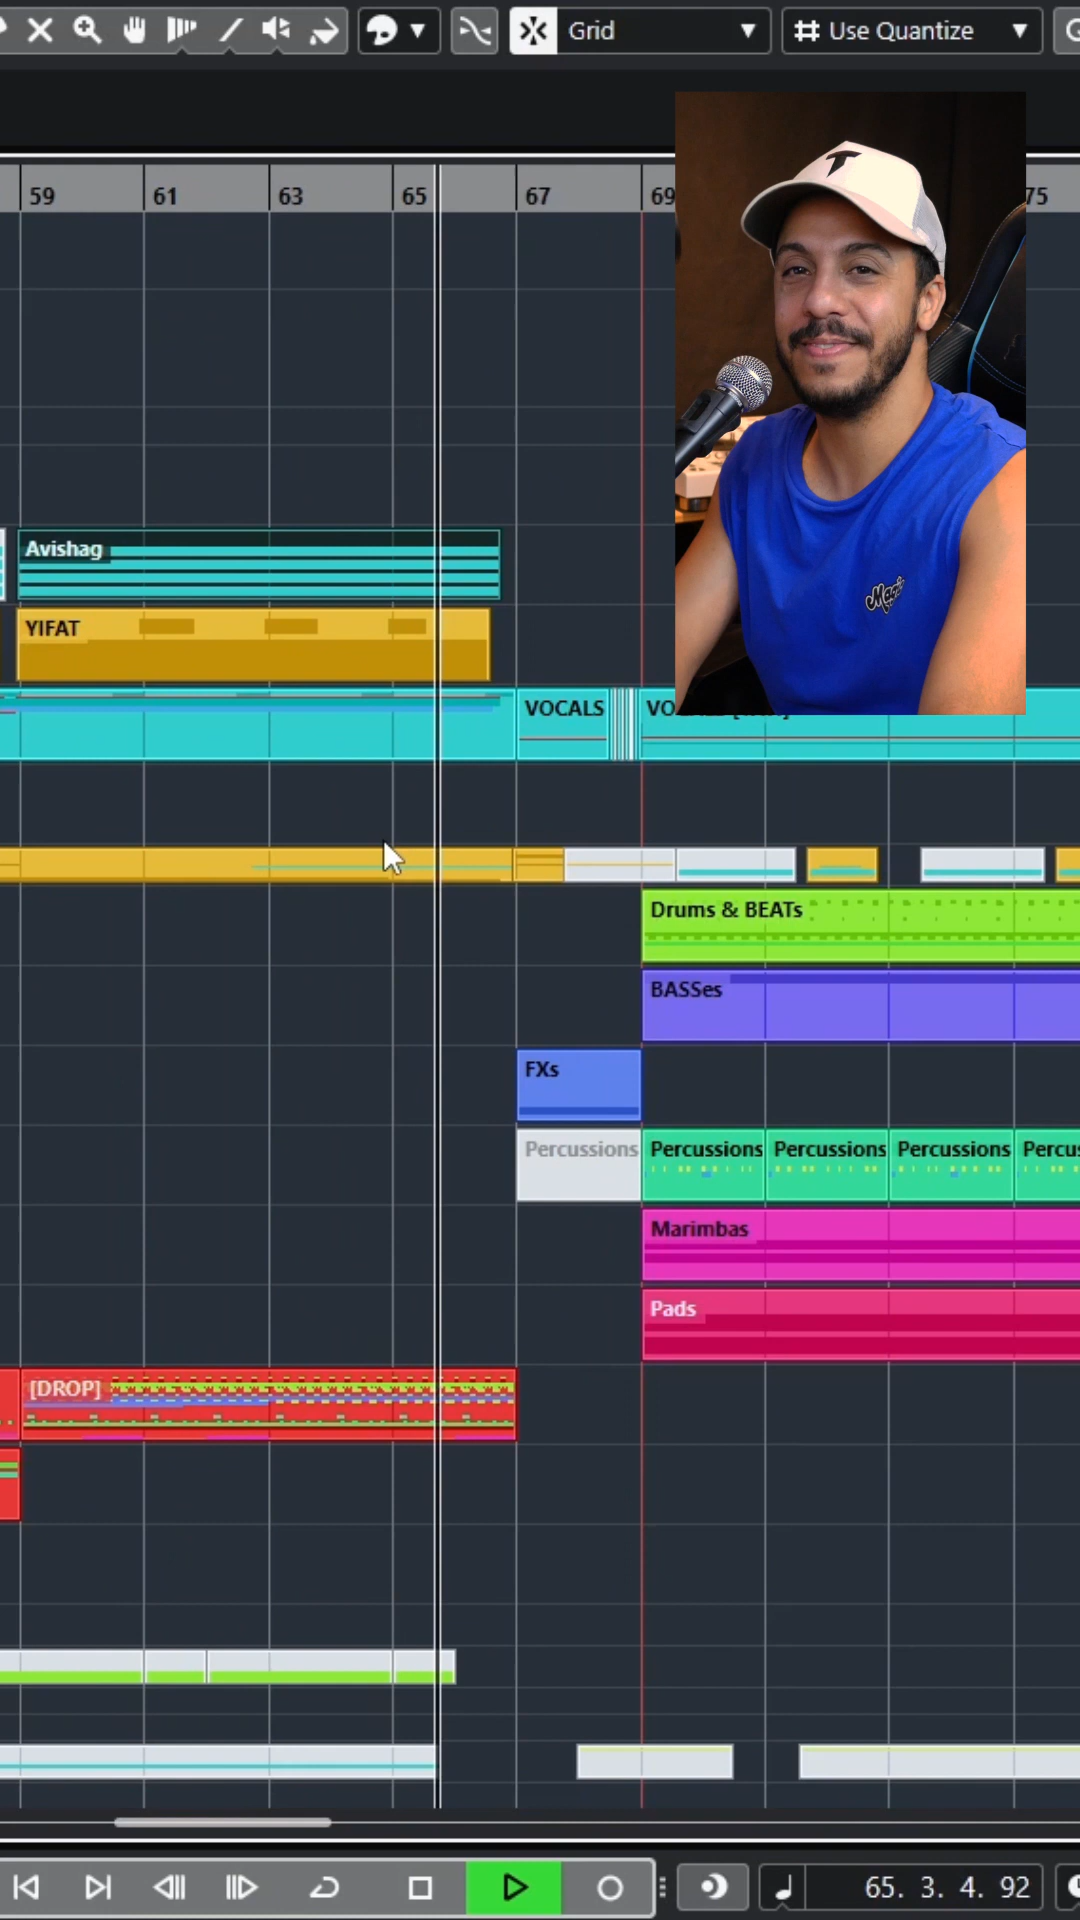 Grid
Use Quantize
59 61 63 65 67 69 75
T
Avishag
YIFAT
Magic
VOCALS
Drums & BEATs
BASSes
FXs
Percussions Percussions Percussions Percussions Percus
Marimbas
Pads
[DROP]
65. 3. 4. 92